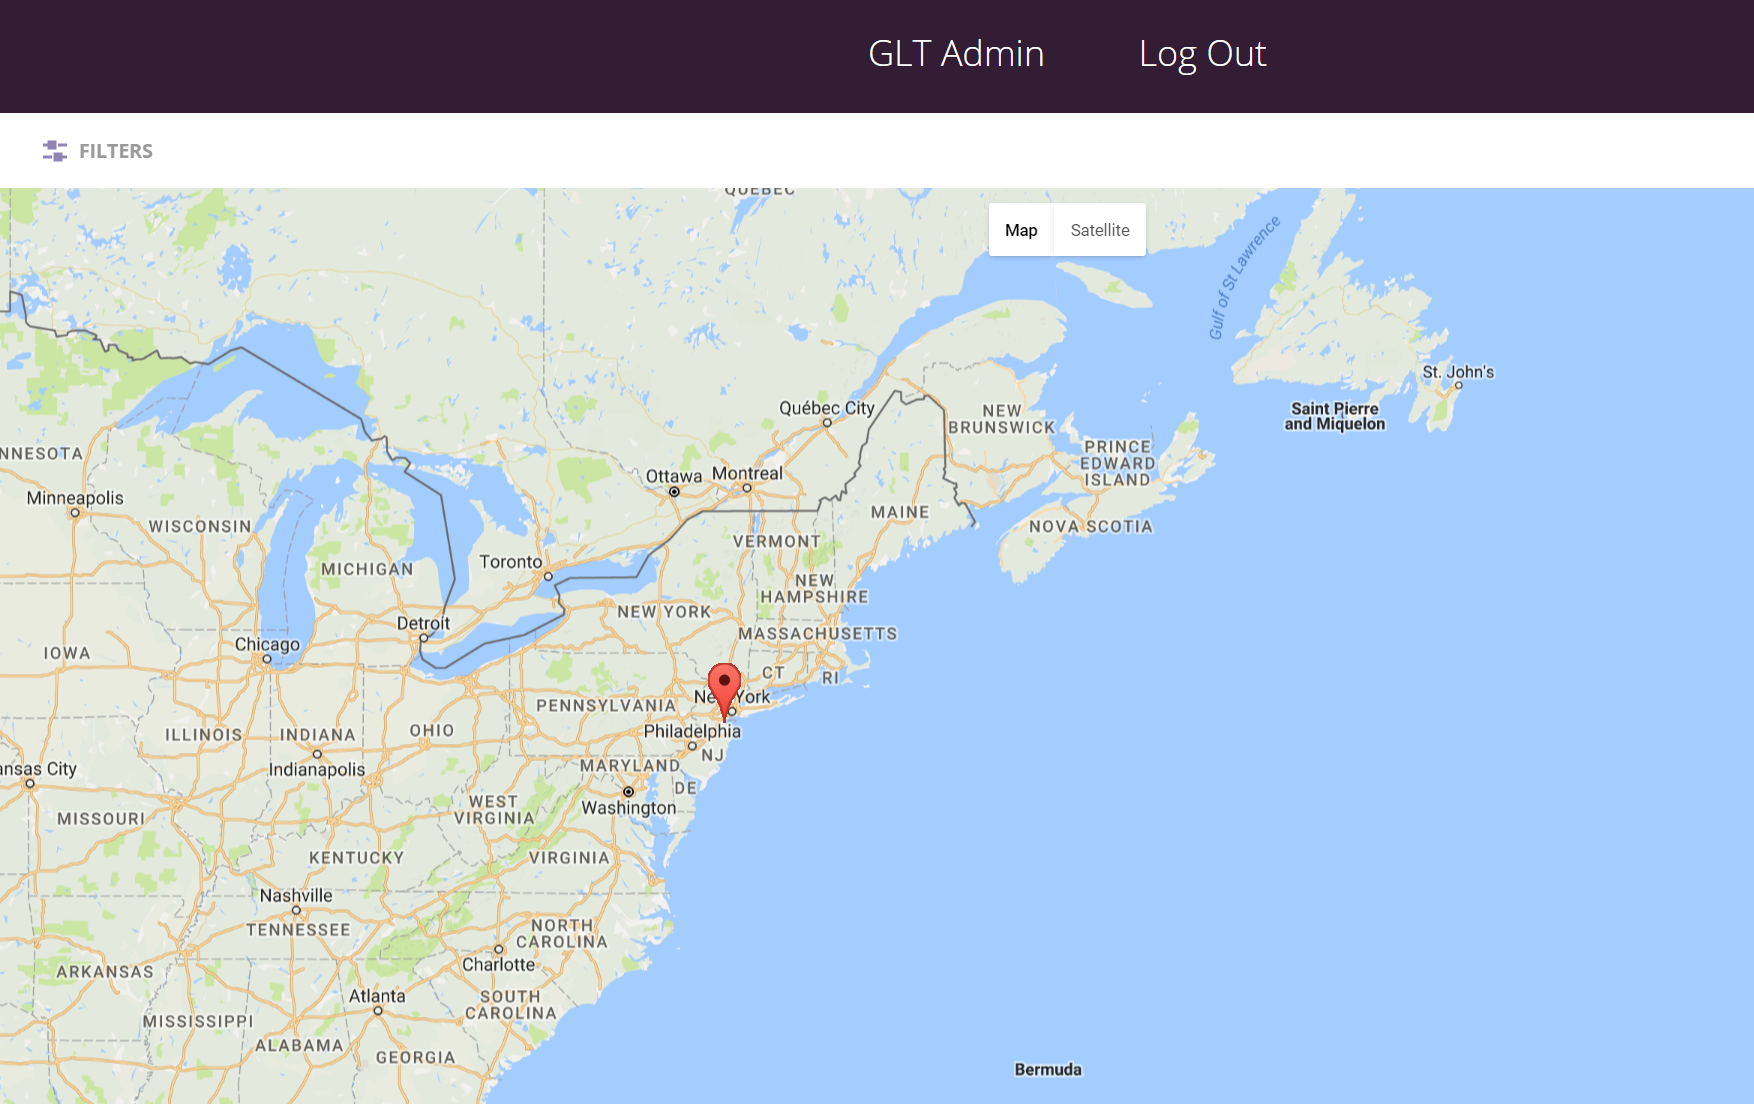 GLT Admin
Log Out
FILTERS
QUEBEC
Map
Satellite
Gulf of St Lawrence
St. John's
Saint Pierre
and Miquelon
Québec City
NEW
BRUNSWICK
PRINCE
EDWARD
ISLAND
NNESOTA
Ottawa
Montreal
Minneapolis
WISCONSIN
MAINE
NOVA SCOTIA
VERMONT
Toronto
MICHIGAN
NEW
HAMPSHIRE
NEW YORK
Detroit
MASSACHUSETTS
Chicago
IOWA
CT
RI
New York
PENNSYLVANIA
Philadelphia
ILLINOIS
INDIANA
OHIO
NJ
MARYLAND
ansas City
Indianapolis
DE
Washington
WEST
VIRGINIA
MISSOURI
KENTUCKY
VIRGINIA
Nashville
TENNESSEE
NORTH
CAROLINA
Charlotte
ARKANSAS
Atlanta
SOUTH
CAROLINA
MISSISSIPPI
ALABAMA
GEORGIA
Bermuda